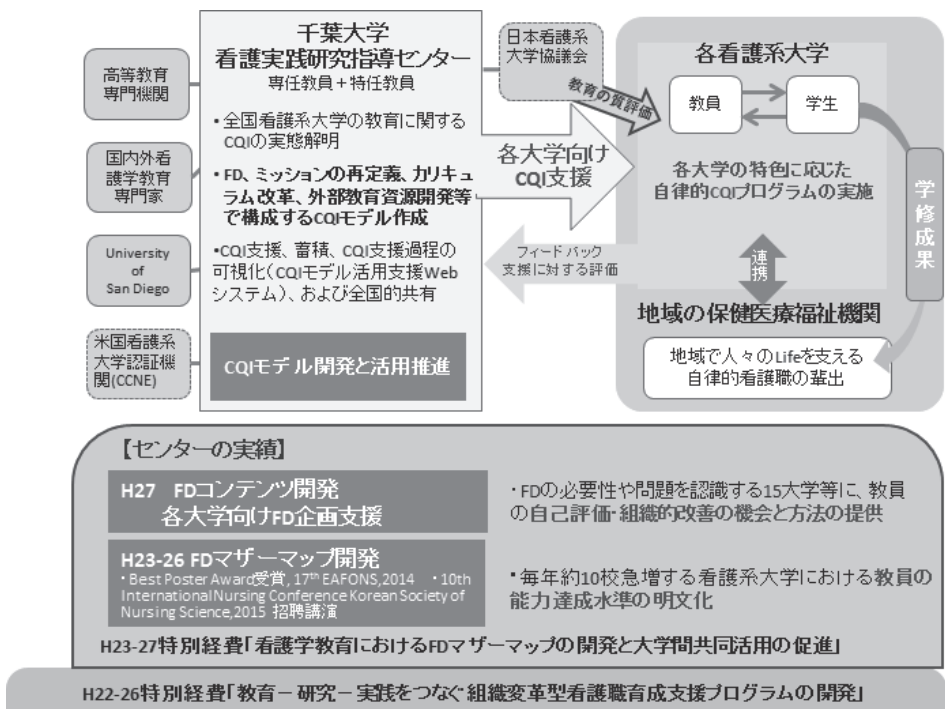 高等教育
専門機関
国内外看
護学教育
専門家
University
of
San Diego
米国看護系
大学認証機
関(CCNE)
千葉大学
看護実践研究指導センター
専任教員+特任教員
・全国看護系大学の教育に関する
CQIの実態解明
・FD、ミッションの再定義、カリキュ
ラム改革、外部教育資源開発等
で構成するCQIモデル作成
・CQI支援、蓄積、CQI支援過程の
可視化(CQIモデル活用支援Web
システム)、および全国的共有
CQIモデル開発と活用推進
日本看護系
大学協議会
教育の質評価
各大学向け
CQI支援
フィードバック
支援に対する評価
各看護系大学
教員
学生
各大学の特色に応じた
自律的CQIプログラムの実施
連携
学修成果
地域の保健医療福祉機関
地域で人々のLifeを支える
自律的看護職の輩出
【センターの実績】
H27 FDコンテンツ開発
各大学向けFD企画支援
・FDの必要性や問題を認識する15大学等に、教員
の自己評価・組織的改善の機会と方法の提供
H23-26 FDマザーマップ開発
・Best Poster Award受賞, 17th EAFONS,2014 ・10th
International Nursing Conference Korean Society of
Nursing Science,2015 招聘講演
・毎年約10校急増する看護系大学における教員の
能力達成水準の明文化
H23-27特別経費「看護学教育におけるFDマザーマップの開発と大学間共同活用の促進」
H22-26特別経費「教育-研究-実践をつなぐ組織変革型看護職育成支援プログラムの開発」